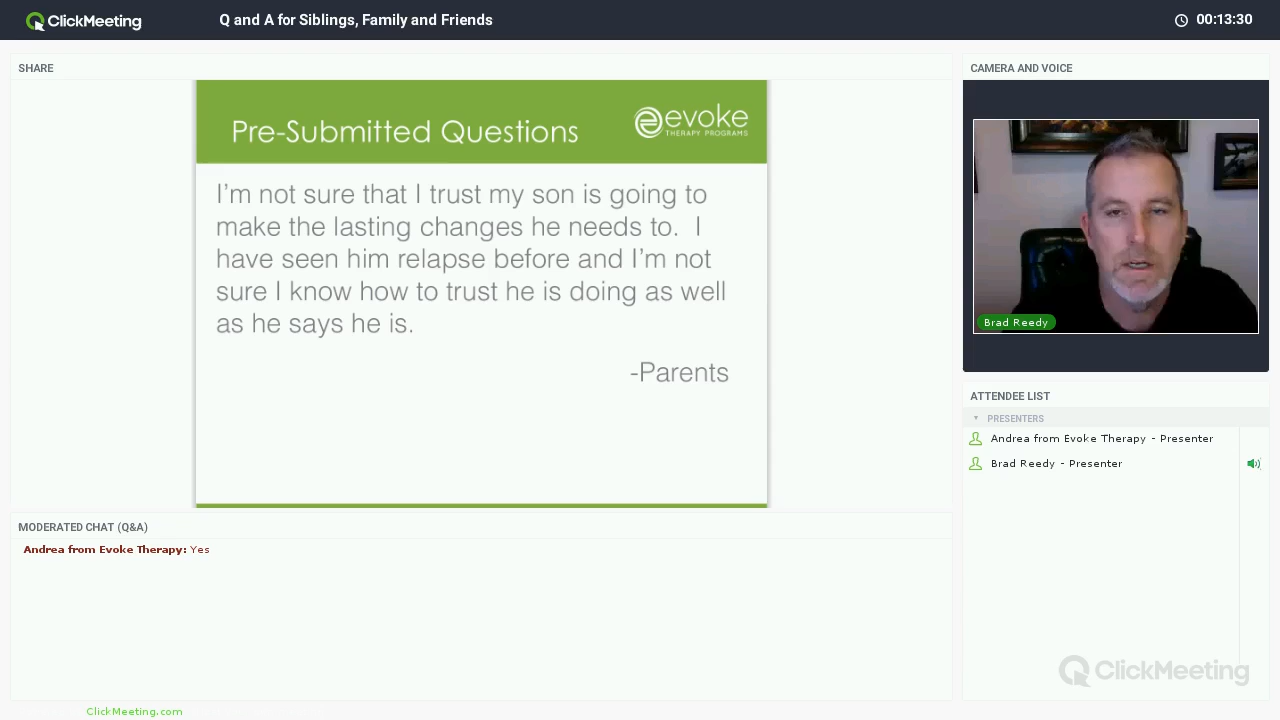 ClickMeeting
Q and A for Siblings, Family and Friends
00:13:30
SHARE
Pre-Submitted Questions
evoke
THERAPY PROGRAMS
I'm not sure that I trust my son is going to
make the lasting changes he needs to. I
have seen him relapse before and I'm not
sure I know how to trust he is doing as well
as he says he is.
-Parents
MODERATED CHAT (Q&A)
Andrea from Evoke Therapy: Yes
CAMERA AND VOICE
Brad Reedy
ATTENDEE LIST
PRESENTERS
Andrea from Evoke Therapy - Presenter
Brad Reedy - Presenter
ClickMeeting
ClickMeeting.com